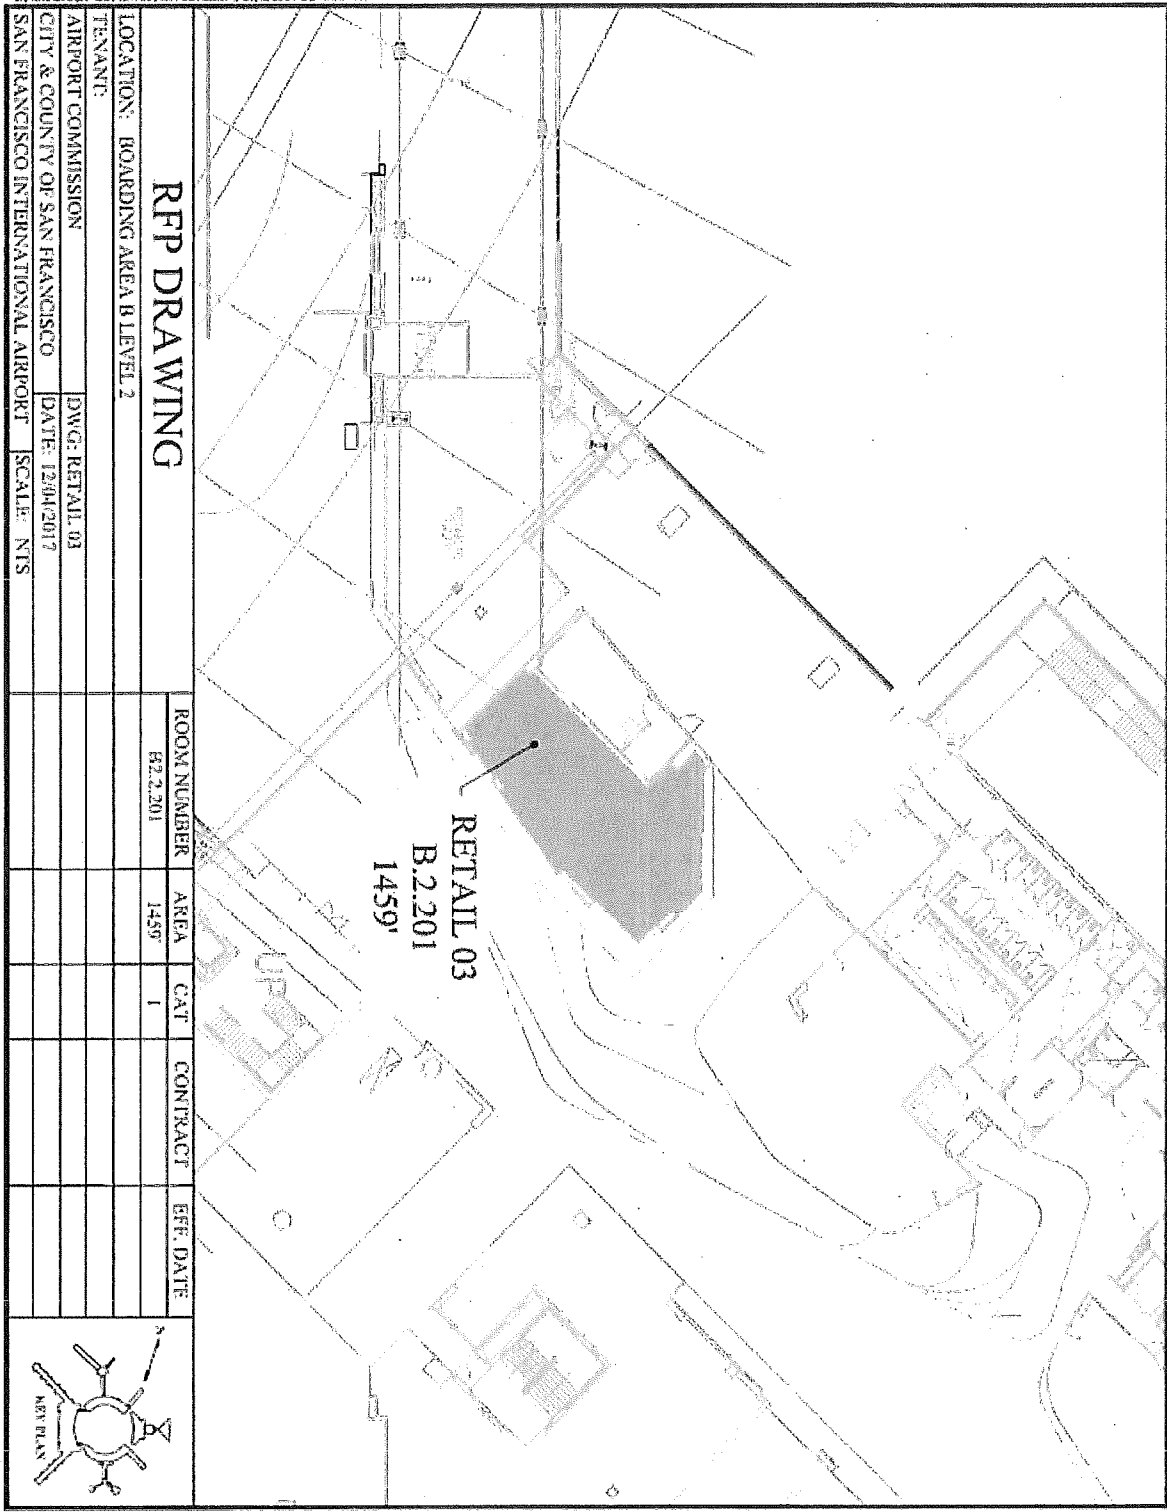 RETAIL 03
B.2.201
1459'
UP
RFP DRAWING
LOCATION: BOARDING AREA B LEVEL 2
TENANT:
AIRPORT COMMISSION
DWG: RETAIL 03
CITY & COUNTY OF SAN FRANCISCO
DATE: 12/04/2017
SAN FRANCISCO INTERNATIONAL AIRPORT
SCALE: NTS
ROOM NUMBER AREA CAT CONTRACT EFF. DATE
B2.2.201 1459' 1
KEY PLAN